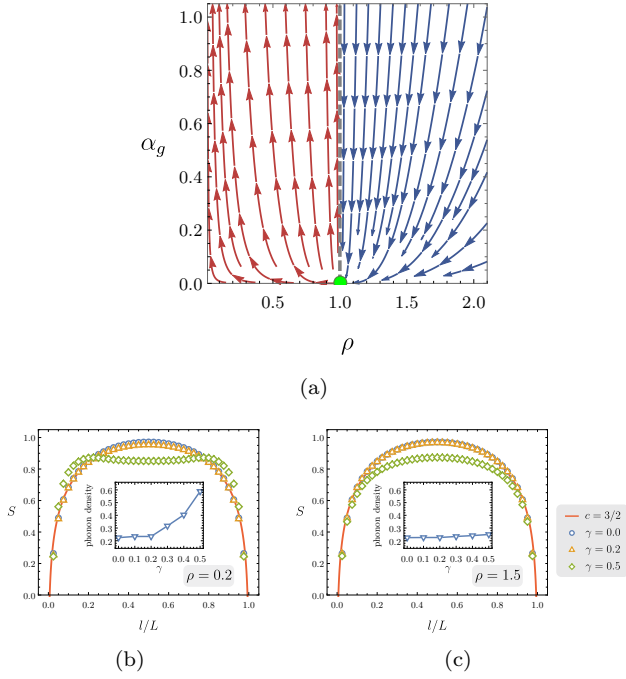 1.0
0.8
0.6
0.4
0.2
0.0
α_g
0.5 1.0 1.5 2.0
ρ
(a)
1.0
0.8
0.6
0.4
0.2
0.0
S
phonon density
0.6
0.5
0.4
0.3
0.2
0.0 0.1 0.2 0.3 0.4 0.5
γ
ρ = 0.2
0.0 0.2 0.4 0.6 0.8 1.0
l/L
(b)
1.0
0.8
0.6
0.4
0.2
0.0
S
phonon density
0.6
0.5
0.4
0.3
0.2
0.0 0.1 0.2 0.3 0.4 0.5
γ
ρ = 1.5
0.0 0.2 0.4 0.6 0.8 1.0
l/L
(c)
c = 3/2
γ = 0.0
γ = 0.2
γ = 0.5